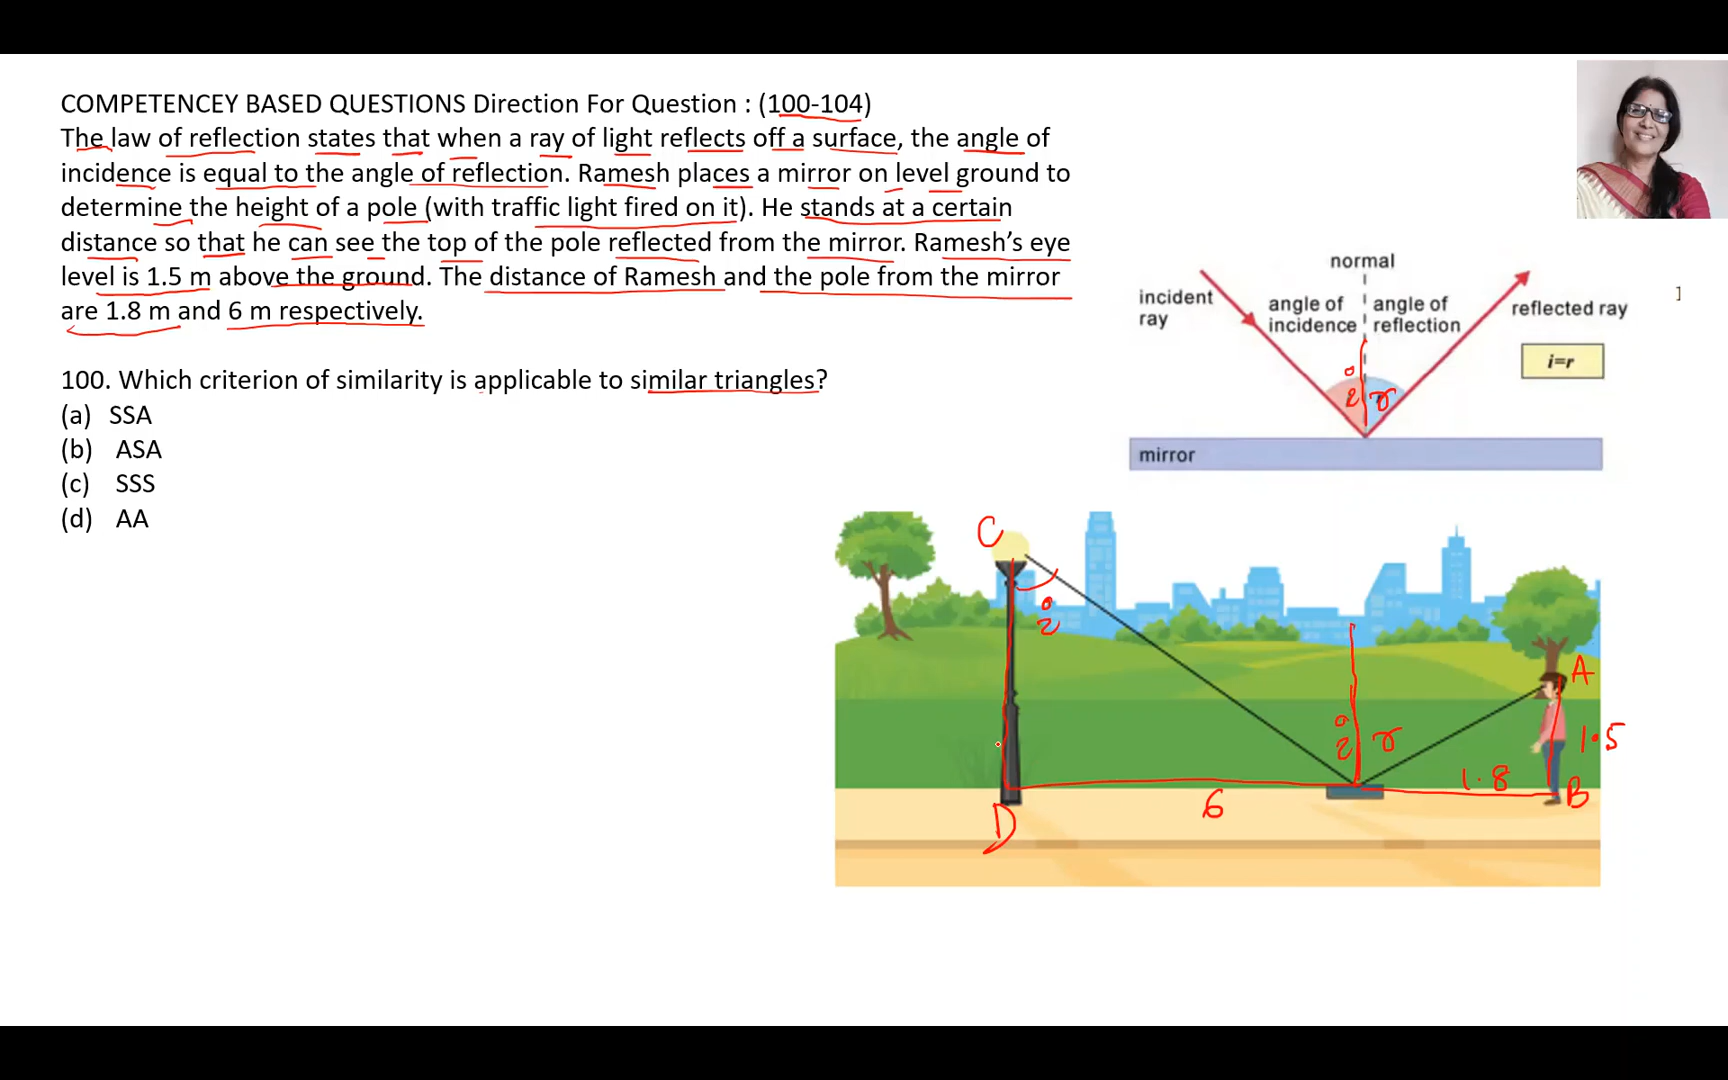 COMPETENCEY BASED QUESTIONS Direction For Question : (100-104)
The law of reflection states that when a ray of light reflects off a surface, the angle of
incidence is equal to the angle of reflection. Ramesh places a mirror on level ground to
determine the height of a pole (with traffic light fired on it). He stands at a certain
distance so that he can see the top of the pole reflected from the mirror. Ramesh's eye
level is 1.5 m above the ground. The distance of Ramesh and the pole from the mirror
are 1.8 m and 6 m respectively.
100. Which criterion of similarity is applicable to similar triangles?
(a) SSA
(b) ASA
(c) SSS
(d) AA
normal
incident
ray
angle of
incidence
angle of
reflection
reflected ray
i=r
i
r
mirror
]
C
i
A
i
r
1.5
1.8
B
6
D